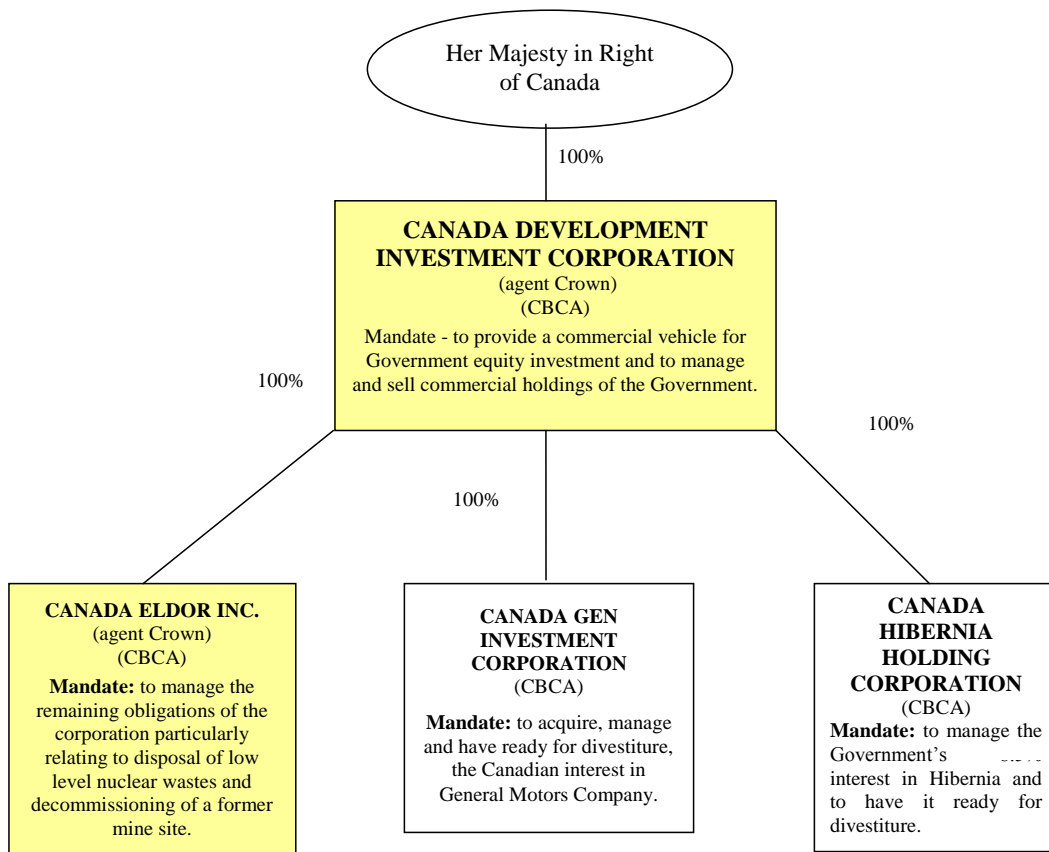 Her Majesty in Right
of Canada
100%
CANADA DEVELOPMENT
INVESTMENT CORPORATION
(agent Crown)
(CBCA)
Mandate - to provide a commercial vehicle for
Government equity investment and to manage
and sell commercial holdings of the Government.
100%
100%
100%
CANADA ELDOR INC.
(agent Crown)
(CBCA)
Mandate: to manage the
remaining obligations of the
corporation particularly
relating to disposal of low
level nuclear wastes and
decommissioning of a former
mine site.
CANADA GEN
INVESTMENT
CORPORATION
(CBCA)
Mandate: to acquire, manage
and have ready for divestiture,
the Canadian interest in
General Motors Company.
CANADA
HIBERNIA
HOLDING
CORPORATION
(CBCA)
Mandate: to manage the
Government’s
interest in Hibernia and
to have it ready for
divestiture.